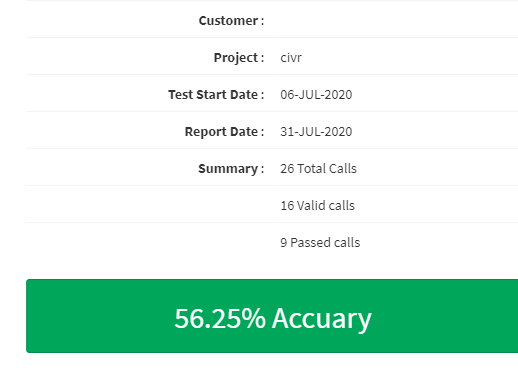 Customer :
Project : civr
Test Start Date : 06-JUL-2020
Report Date : 31-JUL-2020
Summary : 26 Total Calls
16 Valid calls
9 Passed calls
56.25% Accuary